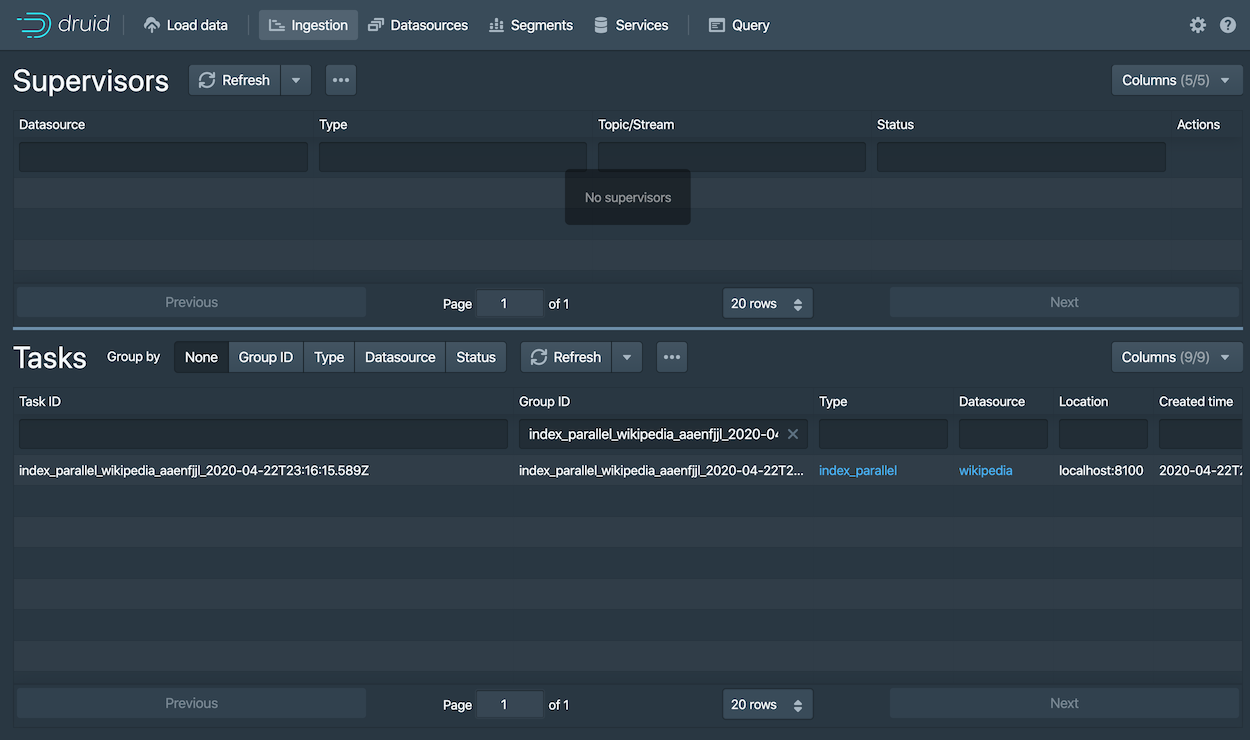 druid Load data Ingestion Datasources Segments Services Query
Supervisors Refresh Columns (5/5)
Datasource Type Topic/Stream Status Actions
No supervisors
Previous Page 1 of 1 20 rows Next
Tasks Group by None Group ID Type Datasource Status Refresh Columns (9/9)
Task ID Group ID Type Datasource Location Created time
index_parallel_wikipedia_aaenfjjl_2020-04
index_parallel_wikipedia_aaenfjjl_2020-04-22T23:16:15.589Z index_parallel_wikipedia_aaenfjjl_2020-04-22T2... index_parallel wikipedia localhost:8100 2020-04-22T2
Previous Page 1 of 1 20 rows Next